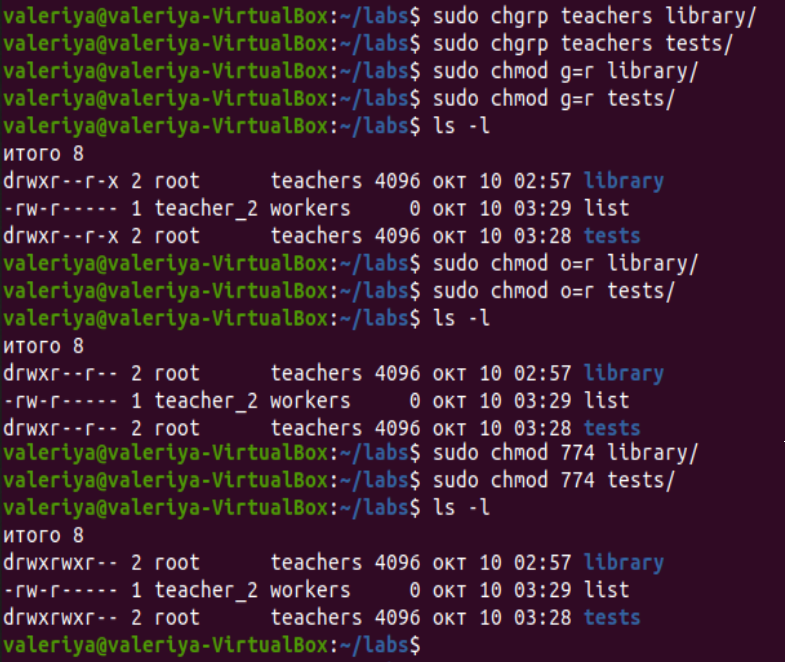 valeriya@valeriya-VirtualBox:~/labs$ sudo chgrp teachers library/
valeriya@valeriya-VirtualBox:~/labs$ sudo chgrp teachers tests/
valeriya@valeriya-VirtualBox:~/labs$ sudo chmod g=r library/
valeriya@valeriya-VirtualBox:~/labs$ sudo chmod g=r tests/
valeriya@valeriya-VirtualBox:~/labs$ ls -l
итого 8
drwxr--r-x 2 root      teachers 4096 окт 10 02:57 library
-rw-r----- 1 teacher_2 workers     0 окт 10 03:29 list
drwxr--r-x 2 root      teachers 4096 окт 10 03:28 tests
valeriya@valeriya-VirtualBox:~/labs$ sudo chmod o=r library/
valeriya@valeriya-VirtualBox:~/labs$ sudo chmod o=r tests/
valeriya@valeriya-VirtualBox:~/labs$ ls -l
итого 8
drwxr--r-- 2 root      teachers 4096 окт 10 02:57 library
-rw-r----- 1 teacher_2 workers     0 окт 10 03:29 list
drwxr--r-- 2 root      teachers 4096 окт 10 03:28 tests
valeriya@valeriya-VirtualBox:~/labs$ sudo chmod 774 library/
valeriya@valeriya-VirtualBox:~/labs$ sudo chmod 774 tests/
valeriya@valeriya-VirtualBox:~/labs$ ls -l
итого 8
drwxrwxr-- 2 root      teachers 4096 окт 10 02:57 library
-rw-r----- 1 teacher_2 workers     0 окт 10 03:29 list
drwxrwxr-- 2 root      teachers 4096 окт 10 03:28 tests
valeriya@valeriya-VirtualBox:~/labs$